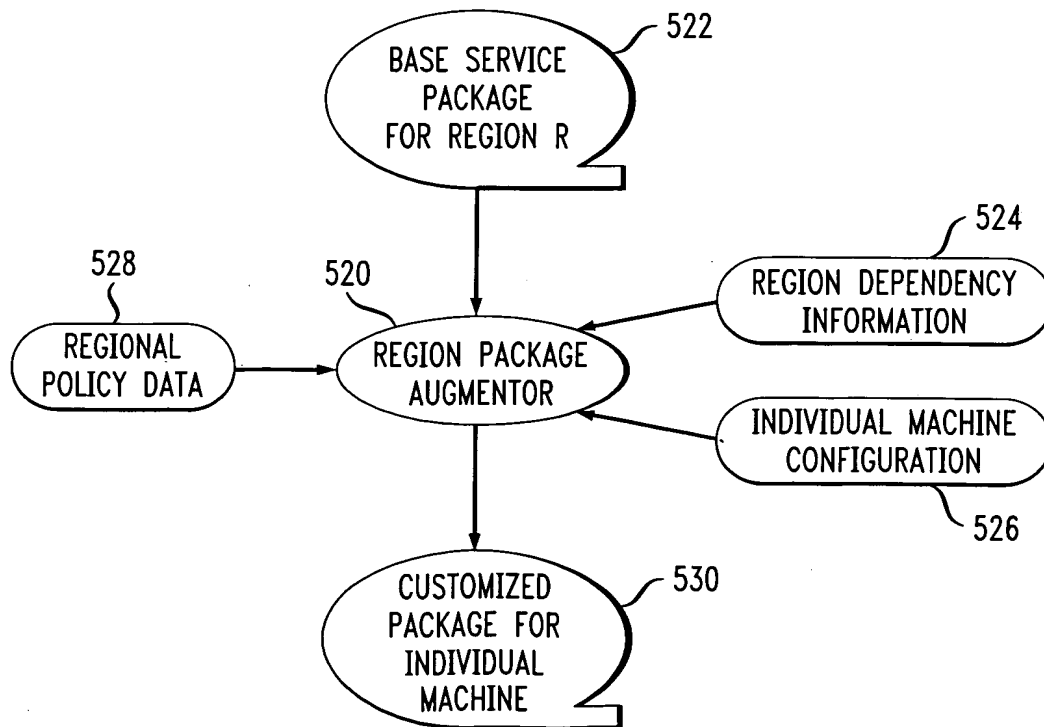 522
BASE SERVICE
PACKAGE
FOR REGION R
524
REGION DEPENDENCY
INFORMATION
528
REGIONAL
POLICY DATA
520
REGION PACKAGE
AUGMENTOR
INDIVIDUAL MACHINE
CONFIGURATION
526
530
CUSTOMIZED
PACKAGE FOR
INDIVIDUAL
MACHINE